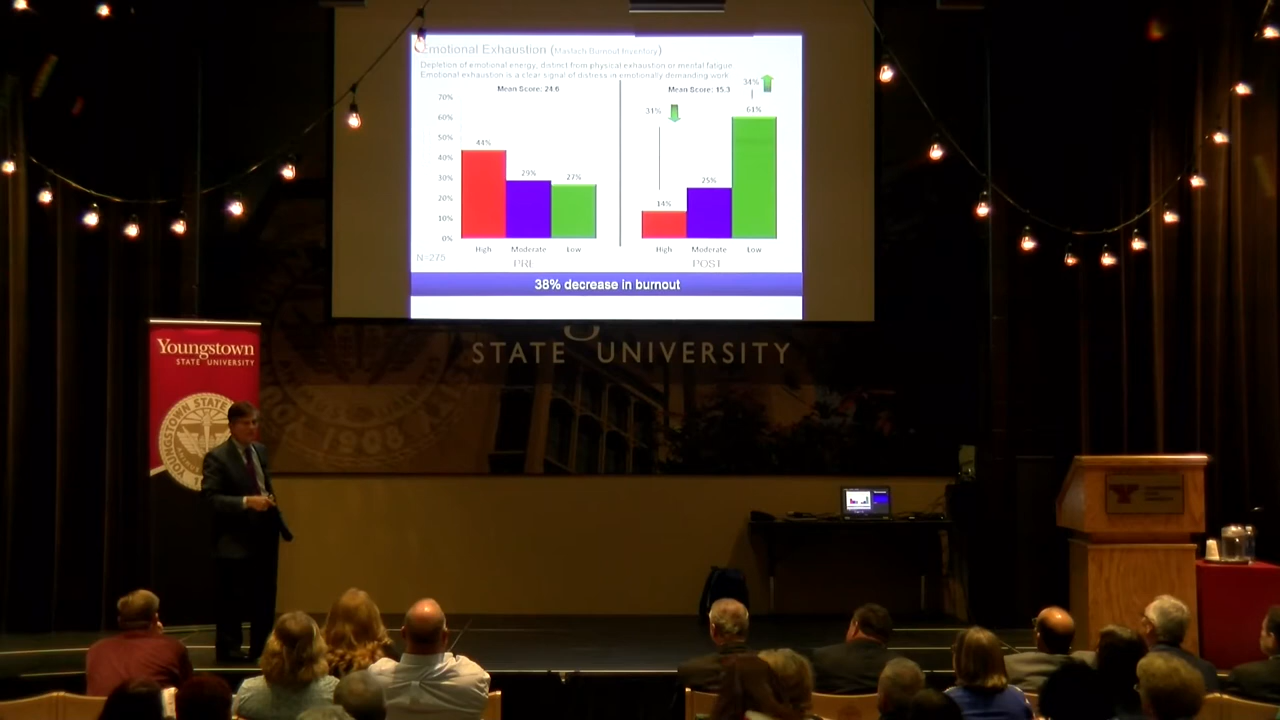 Emotional Exhaustion (Maslach Burnout Inventory)
Depletion of emotional energy, distinct from physical exhaustion or mental fatigue
Emotional exhaustion is a clear signal of distress in emotionally demanding work
Mean Score: 24.6
Mean Score: 15.3
34%
31%
70%
60%
50%
40%
30%
20%
10%
0%
44%
29%
27%
14%
25%
61%
High Moderate Low
High Moderate Low
N=275
PRE
POST
38% decrease in burnout
STATE UNIVERSITY
Youngstown
STATE UNIVERSITY
YOUNGSTOWN STATE
1908